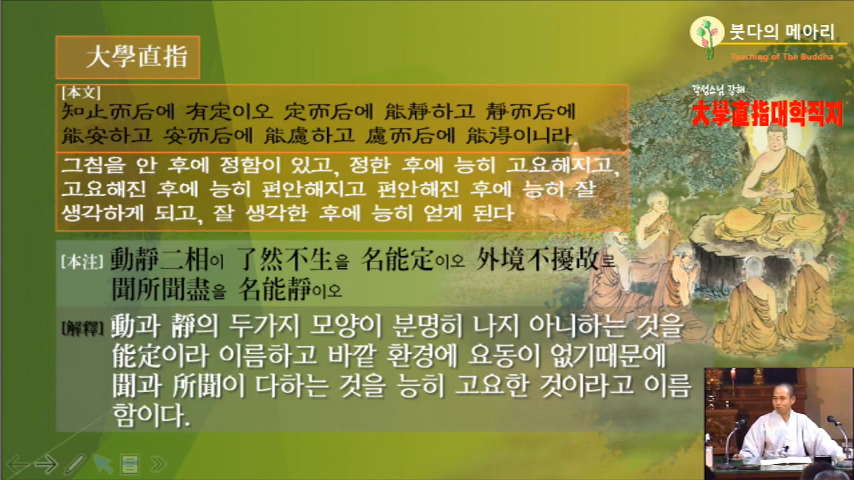 大學直指
붓다의 메아리
Teaching of The Buddha
각성스님 강해
大學直指대학직지
[本文]
知止而后에 有定이오 定而后에 能靜하고 靜而后에
能安하고 安而后에 能慮하고 慮而后에 能得이니라
그침을 안 후에 정함이 있고, 정한 후에 능히 고요해지고,
고요해진 후에 능히 편안해지고 편안해진 후에 능히 잘
생각하게 되고, 잘 생각한 후에 능히 얻게 된다
[本注] 動靜二相이 了然不生을 名能定이오 外境不擾故로
聞所聞盡을 名能靜이오
[解釋] 動과 靜의 두가지 모양이 분명히 나지 아니하는 것을
能定이라 이름하고 바깥 환경에 요동이 없기때문에
聞과 所聞이 다하는 것을 능히 고요한 것이라고 이름
함이다.